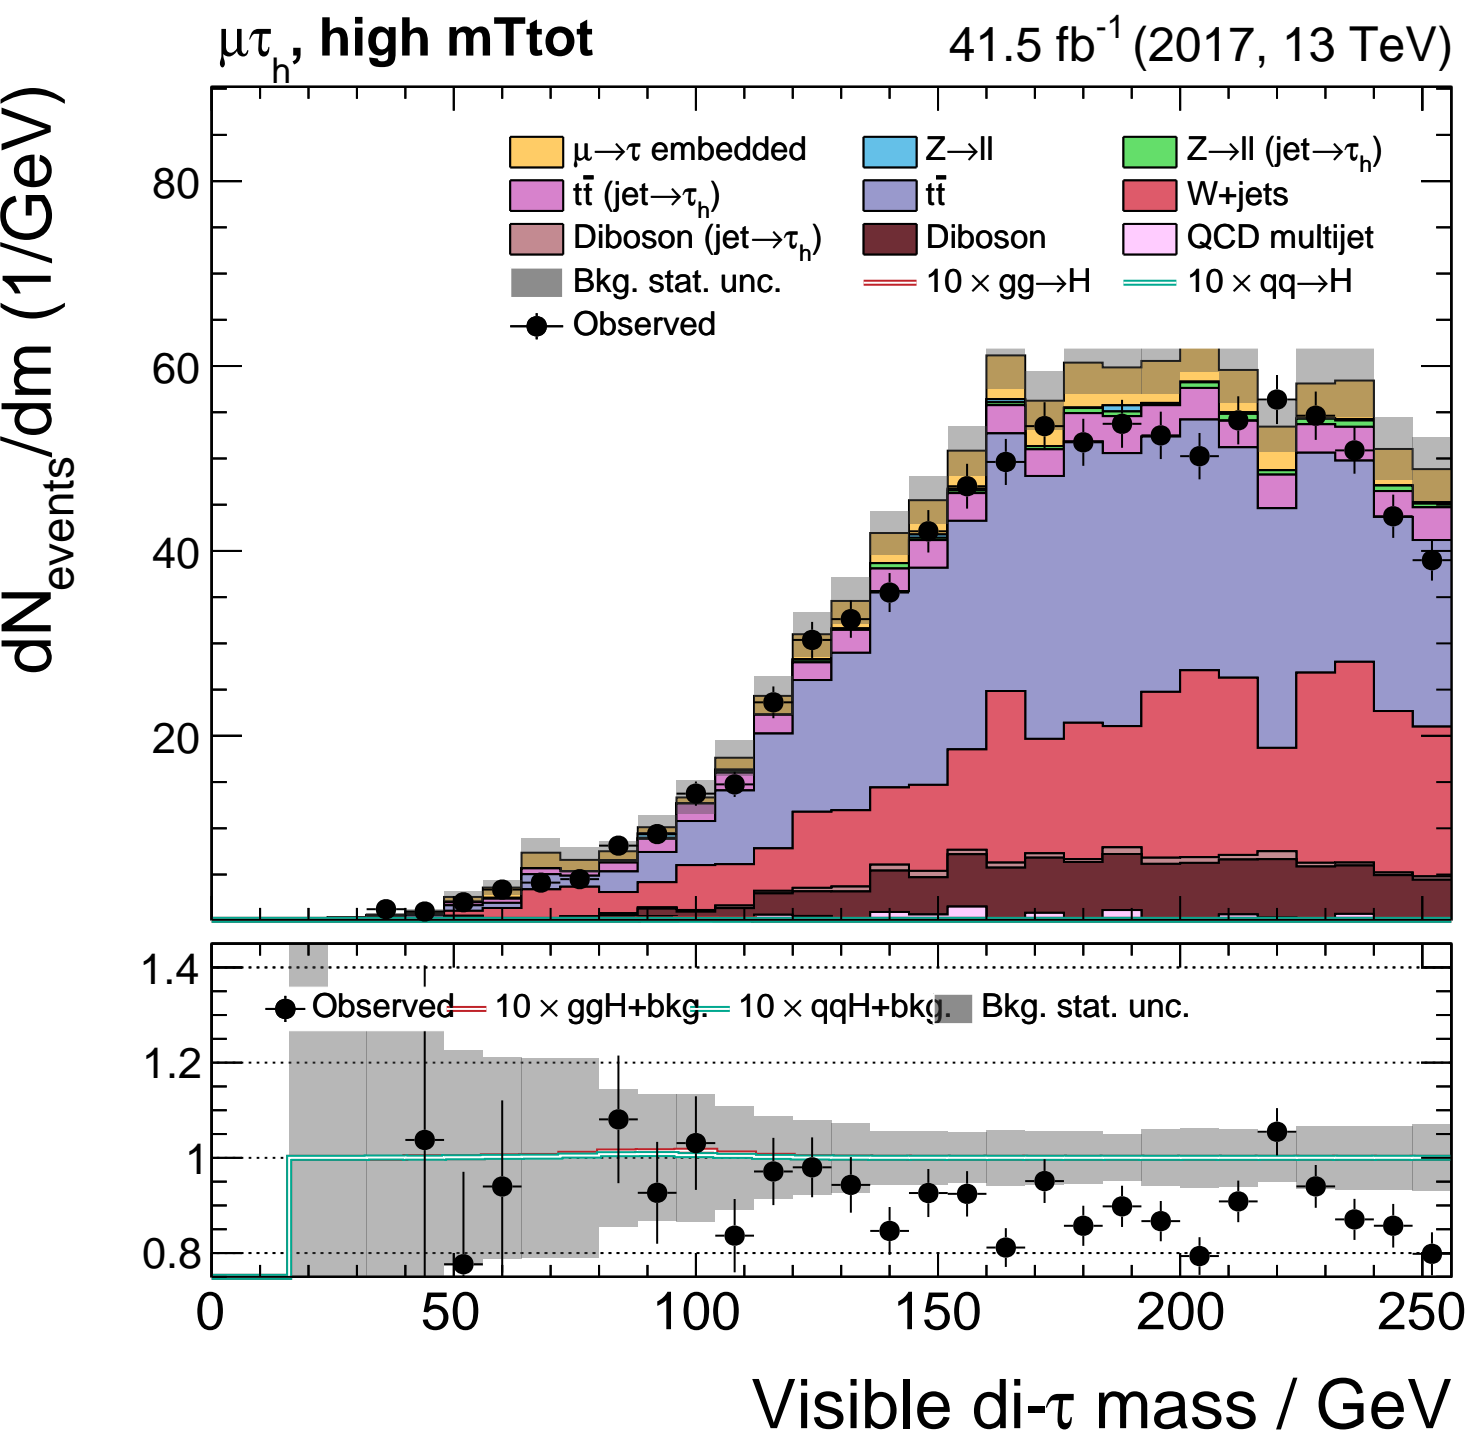 μτh, high mTtot 41.5 fb-1 (2017, 13 TeV)
dNevents/dm (1/GeV)
μ→τ embedded Z→ll Z→ll (jet→τh)
tt̄ (jet→τh) tt̄ W+jets
Diboson (jet→τh) Diboson QCD multijet
Bkg. stat. unc. 10 × gg→H 10 × qq→H
Observed
80
60
40
20
1.4
Observed 10 × ggH+bkg. 10 × qqH+bkg. Bkg. stat. unc.
1.2
1
0.8
0 50 100 150 200 250
Visible di-τ mass / GeV